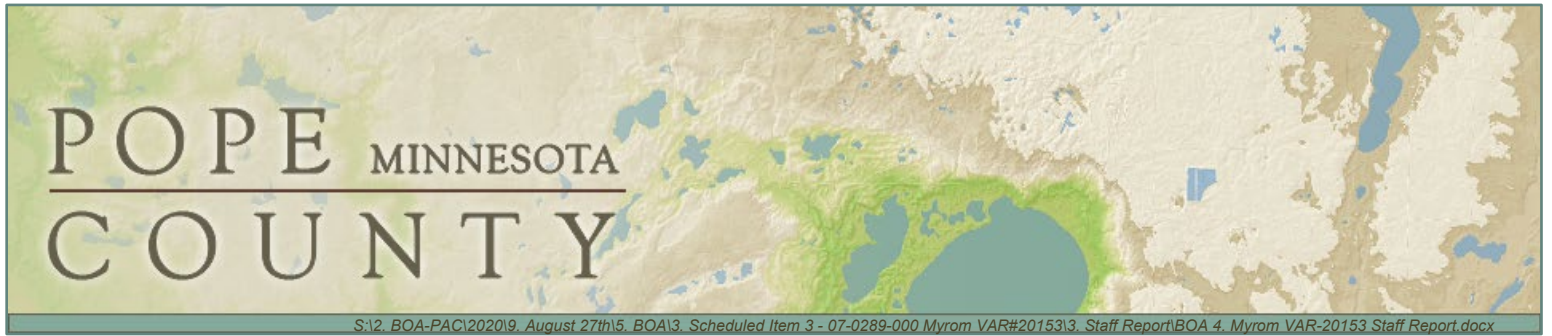 POPE MINNESOTA
COUNTY
S:\2. BOA-PAC\2020\9. August 27th\5. BOA\3. Scheduled Item 3 - 07-0289-000 Myrom VAR#20153\3. Staff Report\BOA 4. Myrom VAR-20153 Staff Report.docx